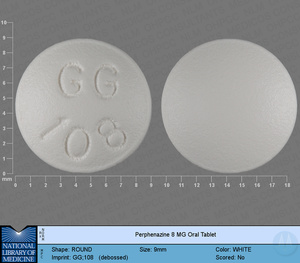 GG
108
10
9
8
7
6
5
4
3
2
1
0
mm
0 1 2 3 4 5 6 7 8 9 10 11 12 13 14 15 16 17 18
Perphenazine 8 MG Oral Tablet
NATIONAL
LIBRARY OF
MEDICINE
Shape: ROUND Size: 9mm Color: WHITE
Imprint: GG;108 (debossed) Scored: No